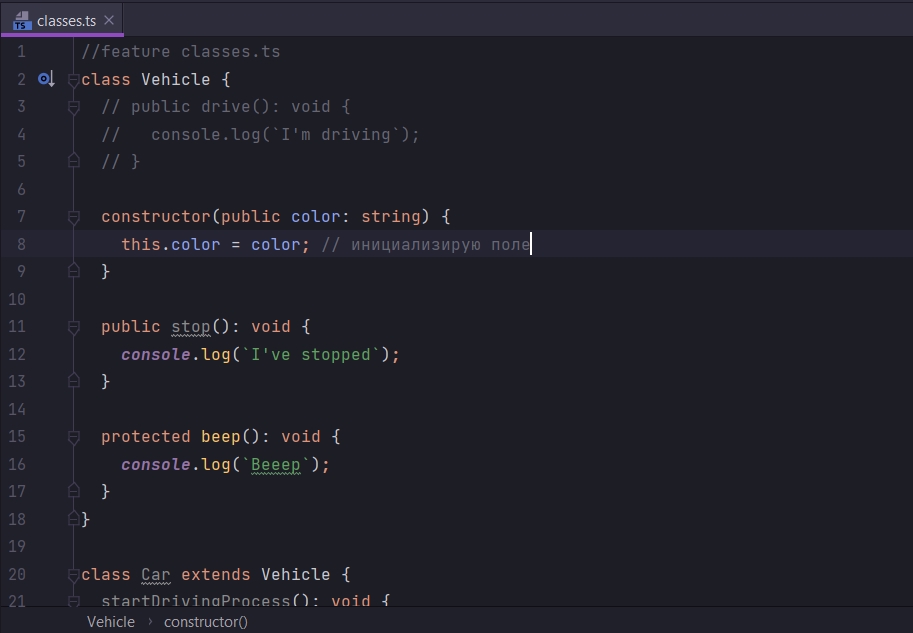 classes.ts
1 //feature classes.ts
2 class Vehicle {
3 // public drive(): void {
4 //   console.log(`I'm driving`);
5 // }
6
7 constructor(public color: string) {
8 this.color = color; // инициализирую поле
9 }
10
11 public stop(): void {
12 console.log(`I've stopped`);
13 }
14
15 protected beep(): void {
16 console.log(`Beeep`);
17 }
18 }
19
20 class Car extends Vehicle {
21 startDrivingProcess(): void {
Vehicle › constructor()